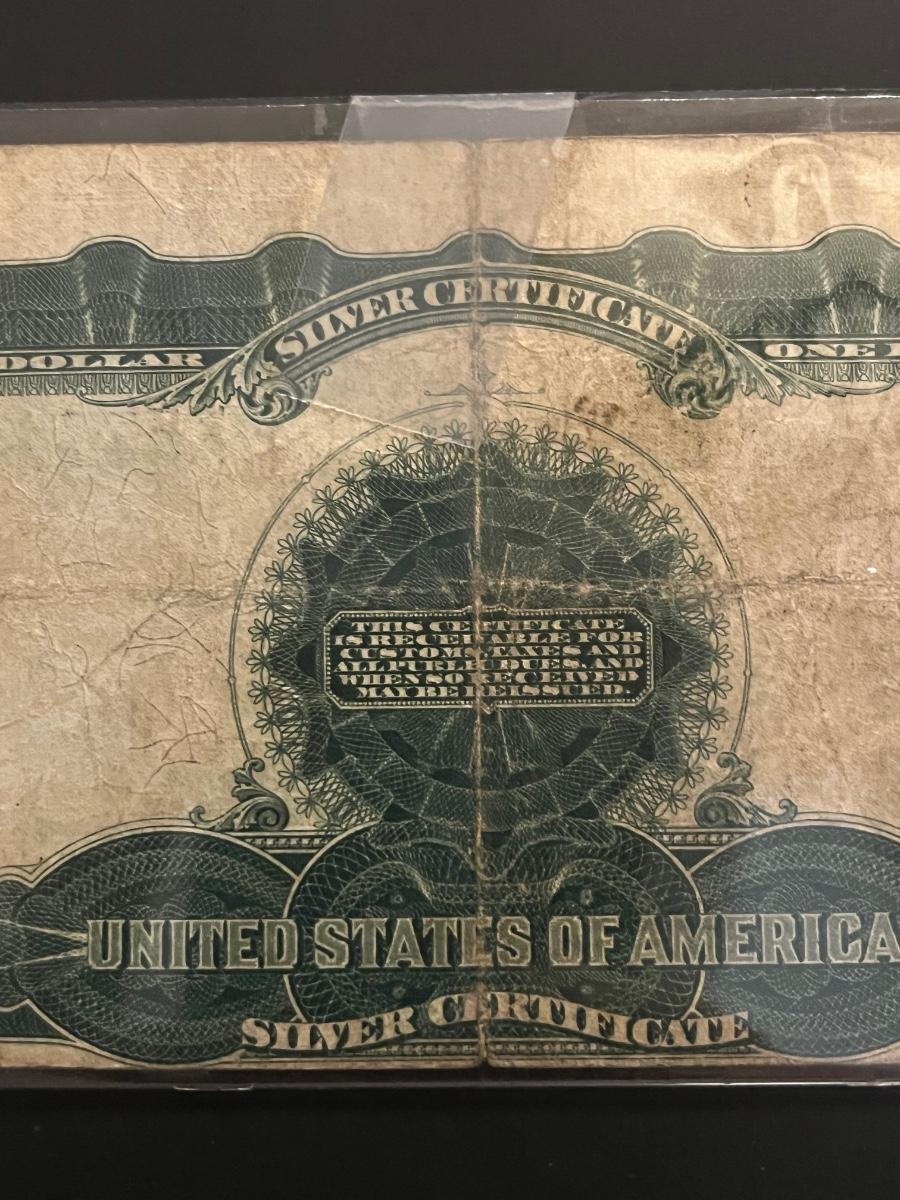 SILVER CERTIFICATE
DOLLAR
ONE
THIS CERTIFICATE
IS RECEIVABLE FOR
CUSTOMS, TAXES AND
ALL PUBLIC DUES, AND
WHEN SO RECEIVED
MAY BE REISSUED.
UNITED STATES OF AMERICA
SILVER CERTIFICATE